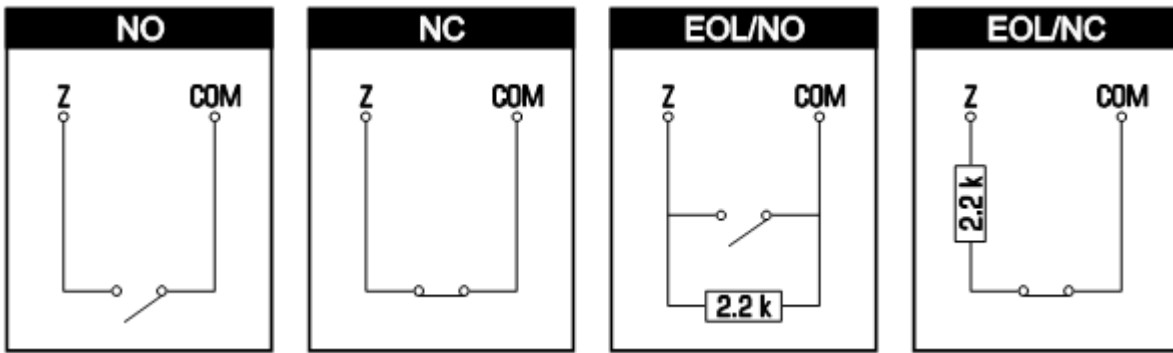 NO NC EOL/NO EOL/NC
Z COM Z COM Z COM Z COM
2.2 k
2.2 k